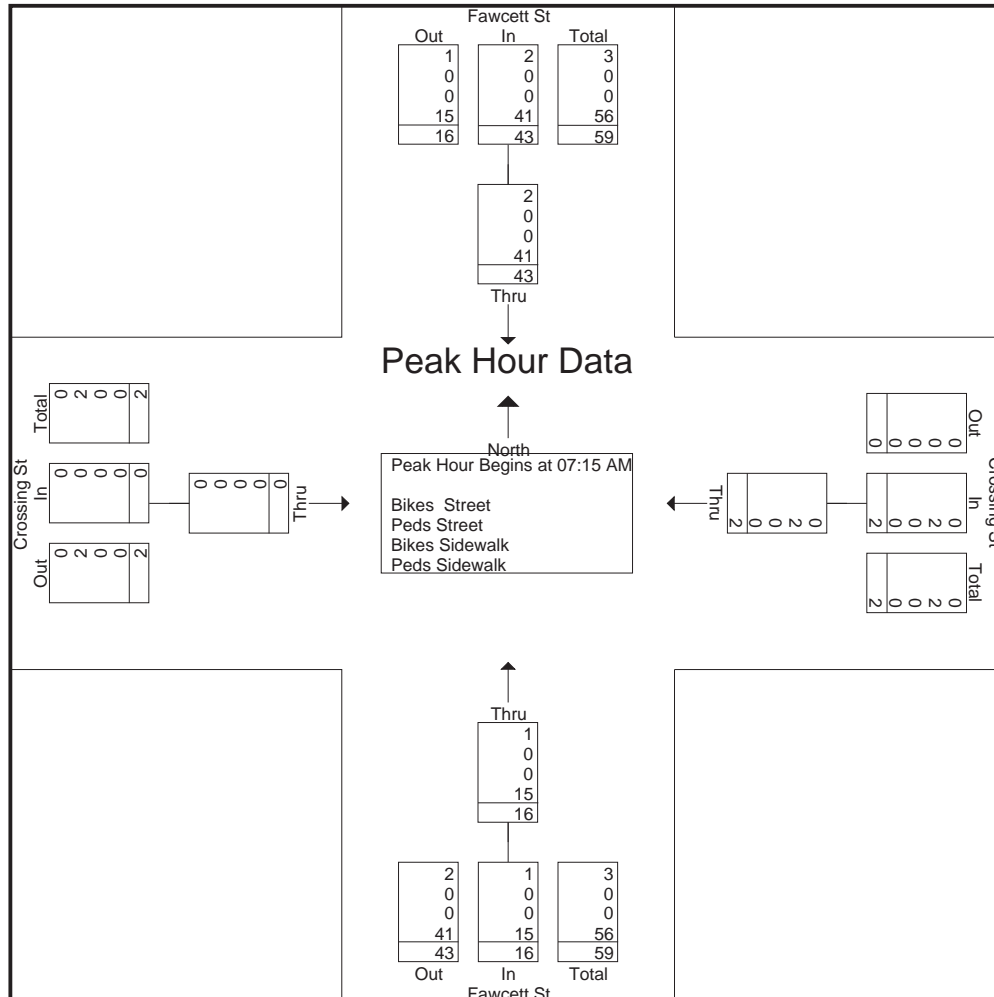 Fawcett St
Out In Total
1 2 3
0 0 0
0 0 0
15 41 56
16 43 59
2
0
0
41
43
Thru
Peak Hour Data
North
Peak Hour Begins at 07:15 AM
Bikes Street
Peds Street
Bikes Sidewalk
Peds Sidewalk
Crossing St
Out In Total
0 0 0
2 0 2
0 0 0
0 0 0
2 0 2
0
0
0
0
0
Thru
Crossing St
Out In Total
0 0 0
0 2 2
0 0 0
0 0 0
0 2 2
0
2
0
0
2
Thru
Thru
1
0
0
15
16
2 1 3
0 0 0
0 0 0
41 15 56
43 16 59
Out In Total
Fawcett St